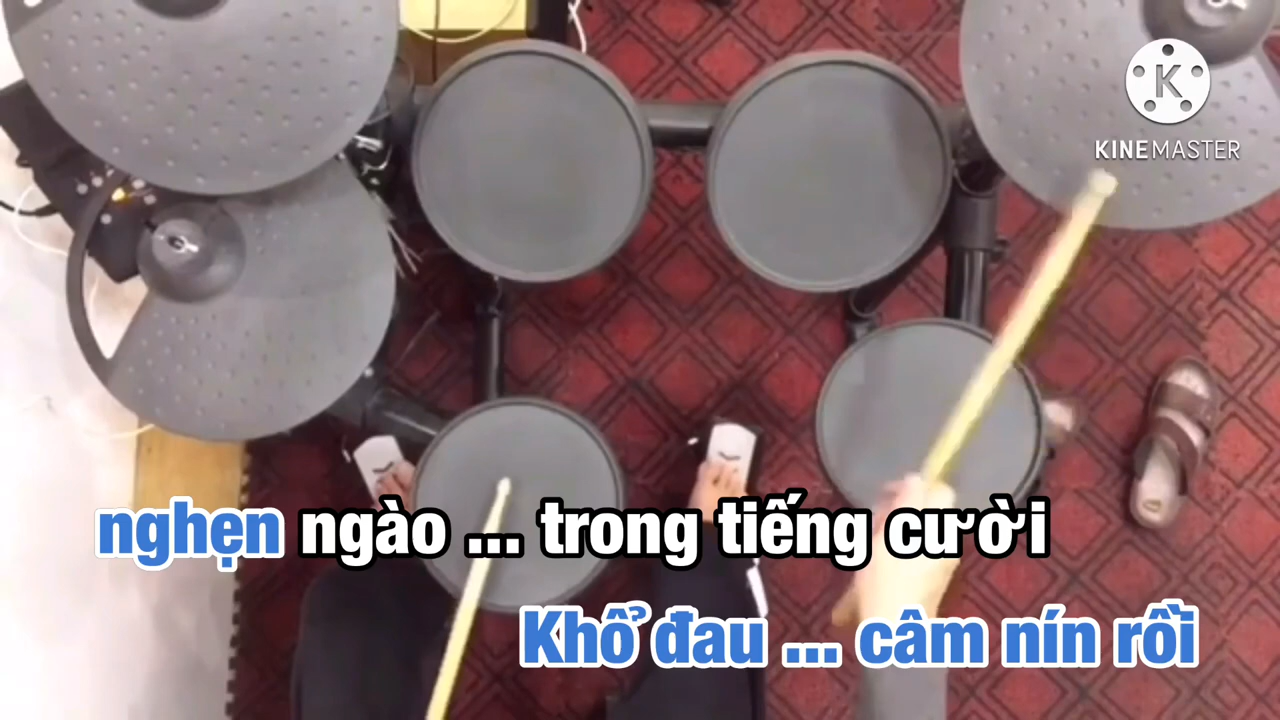 KINEMASTER
nghẹn ngào ... trong tiếng cười
Khổ đau ... câm nín rồi